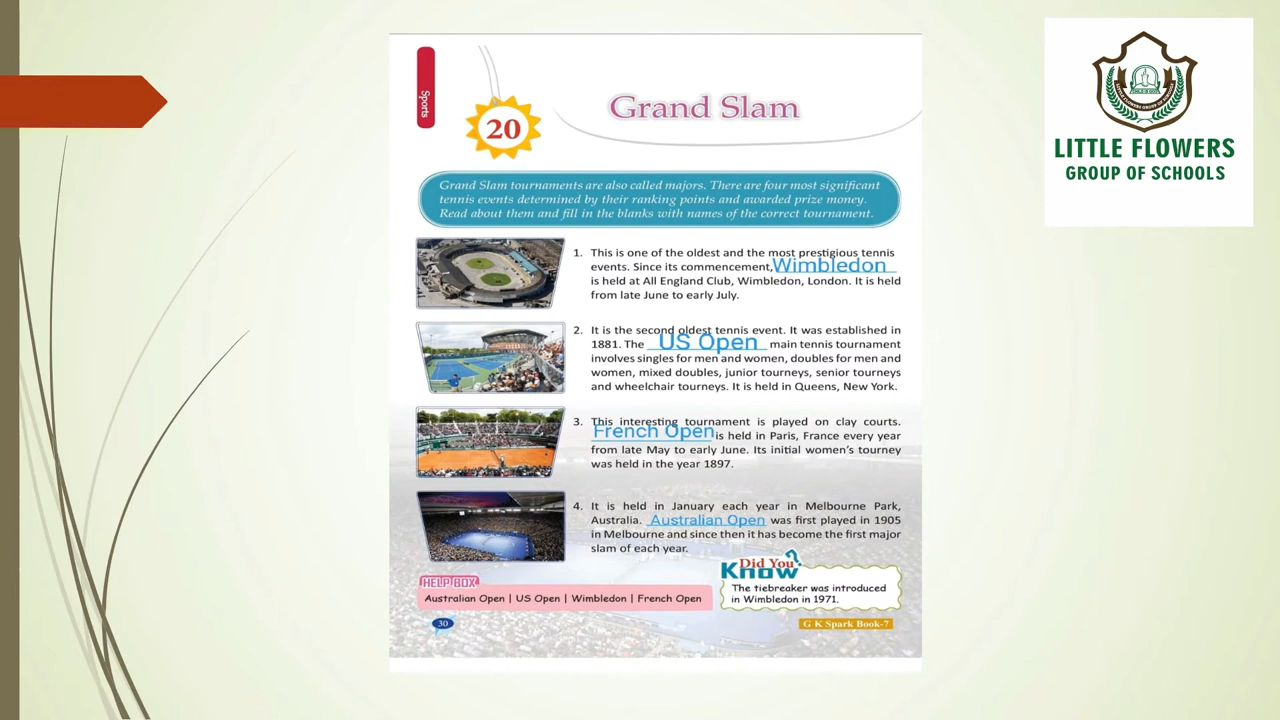 Sports
20
Grand Slam
Grand Slam tournaments are also called majors. There are four most significant
tennis events determined by their ranking points and awarded prize money.
Read about them and fill in the blanks with names of the correct tournament.
1. This is one of the oldest and the most prestigious tennis
events. Since its commencement, Wimbledon
is held at All England Club, Wimbledon, London. It is held
from late June to early July.
2. It is the second oldest tennis event. It was established in
1881. The US Open main tennis tournament
involves singles for men and women, doubles for men and
women, mixed doubles, junior tourneys, senior tourneys
and wheelchair tourneys. It is held in Queens, New York.
3. This interesting tournament is played on clay courts.
French Open is held in Paris, France every year
from late May to early June. Its initial women's tourney
was held in the year 1897.
4. It is held in January each year in Melbourne Park,
Australia. Australian Open was first played in 1905
in Melbourne and since then it has become the first major
slam of each year.
HELP BOX
Australian Open | US Open | Wimbledon | French Open
Did You
Know?
The tiebreaker was introduced
in Wimbledon in 1971.
30
G K Spark Book-7
LITTLE FLOWERS
GROUP OF SCHOOLS